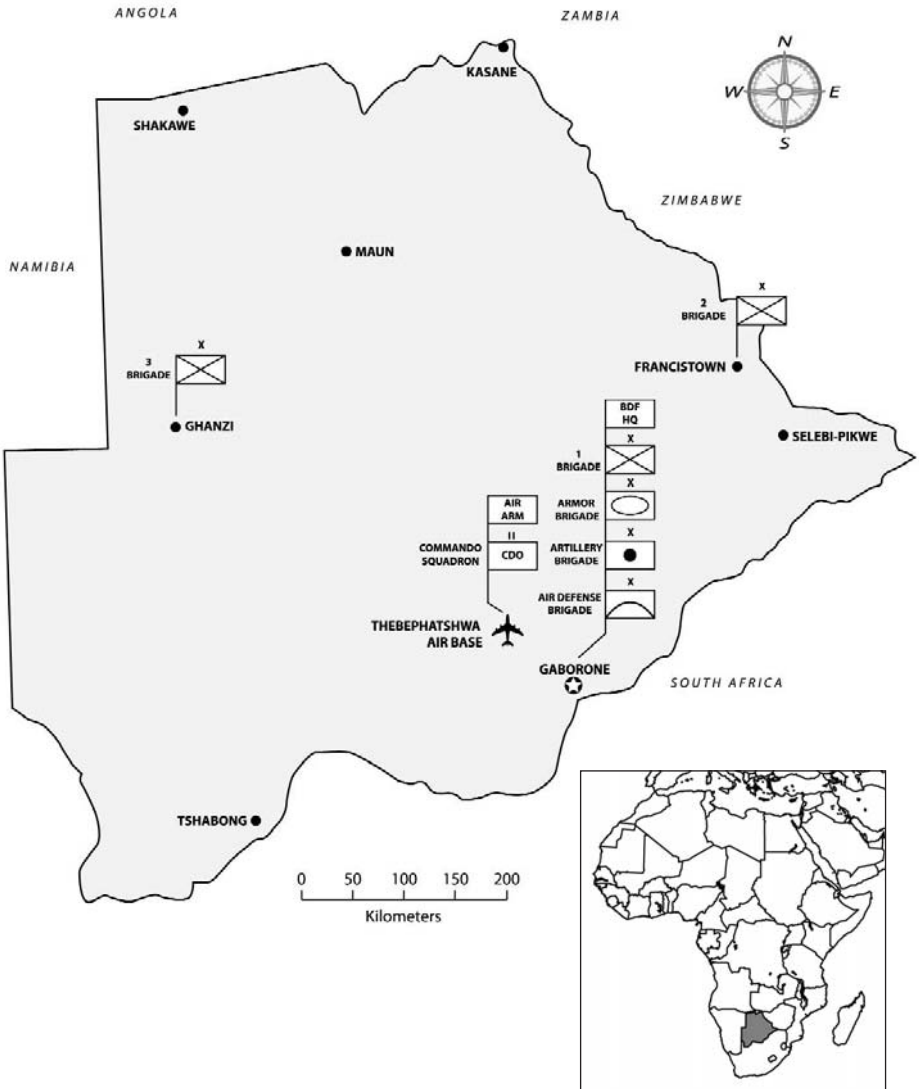 ANGOLA
ZAMBIA
KASANE
SHAKAWE
N
W
E
S
ZIMBABWE
NAMIBIA
MAUN
X
2
BRIGADE
X
3
BRIGADE
FRANCISTOWN
GHANZI
BDF
HQ
SELEBI-PIKWE
X
1
BRIGADE
X
ARMOR
BRIGADE
AIR
ARM
II
COMMANDO
SQUADRON
CDO
X
ARTILLERY
BRIGADE
X
AIR DEFENSE
BRIGADE
THEBEPHATSHWA
AIR BASE
GABORONE
SOUTH AFRICA
TSHABONG
0 50 100 150 200
Kilometers